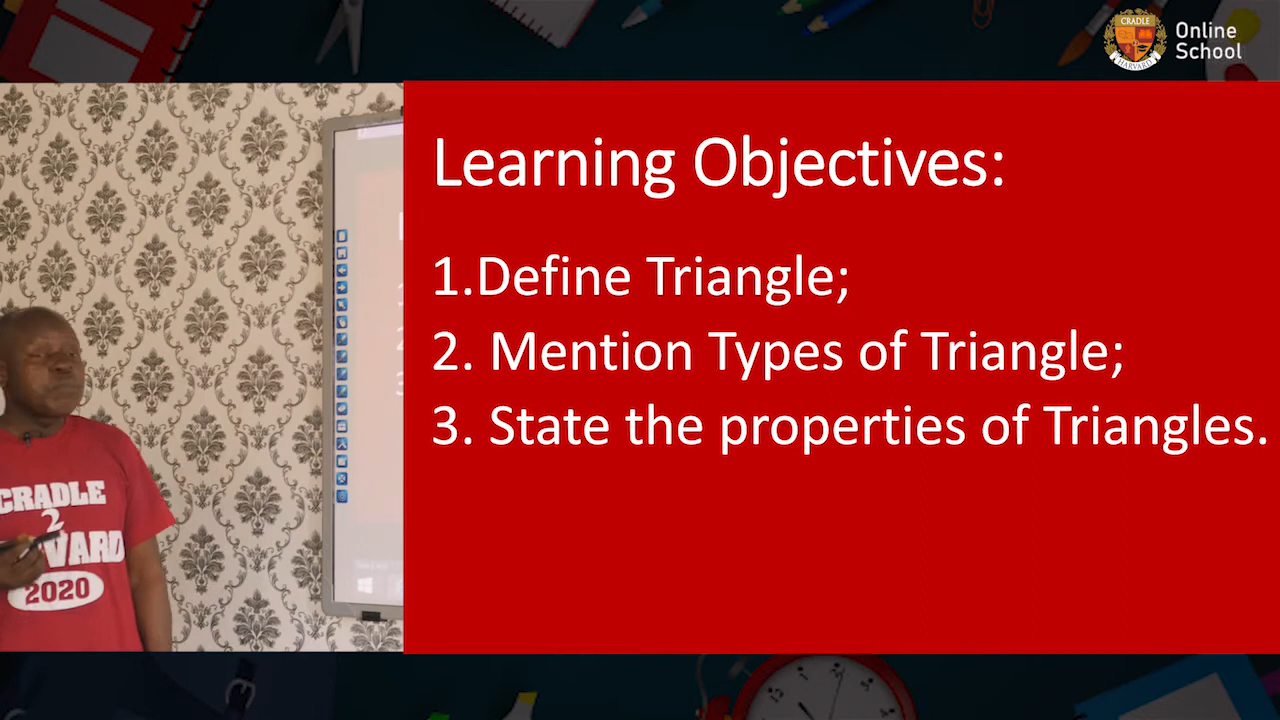 CRADLE
HARVARD
Online
School
Learning Objectives:
1.Define Triangle;
2. Mention Types of Triangle;
3. State the properties of Triangles.
CRADLE
2
VARD
2020